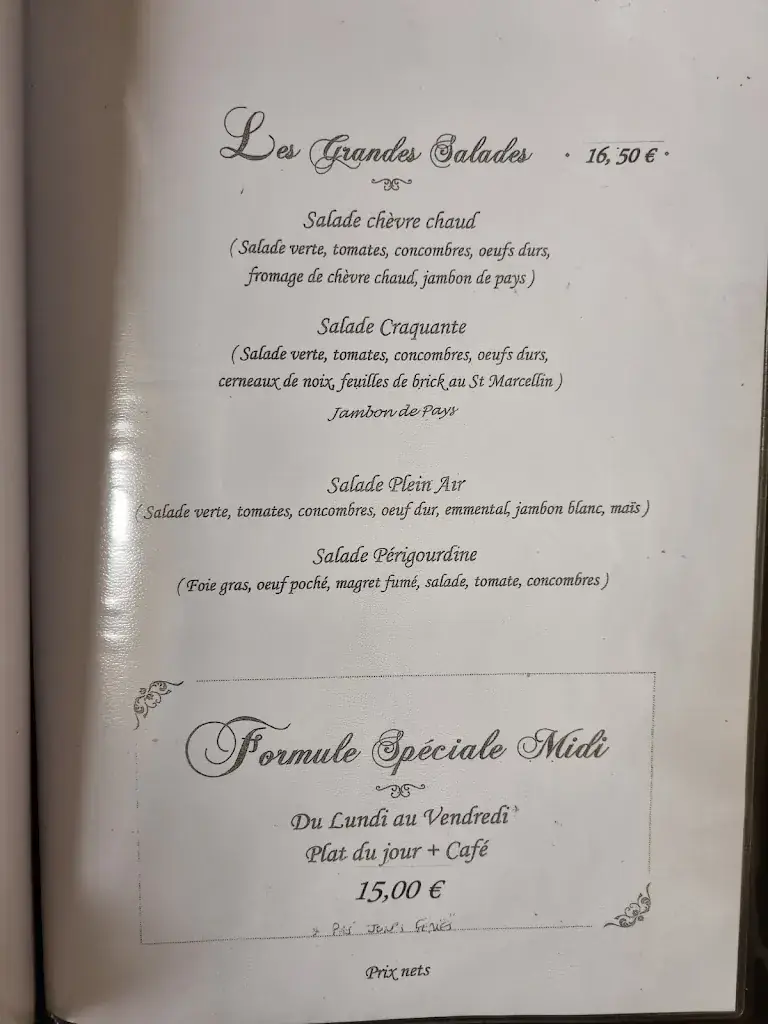 Les Grandes Salades • 16,50 € •
Salade chèvre chaud
( Salade verte, tomates, concombres, oeufs durs,
fromage de chèvre chaud, jambon de pays )
Salade Craquante
( Salade verte, tomates, concombres, oeufs durs,
cerneaux de noix, feuilles de brick au St Marcellin )
Jambon de Pays
Salade Plein Air
( Salade verte, tomates, concombres, oeuf dur, emmental, jambon blanc, maïs )
Salade Périgourdine
( Foie gras, oeuf poché, magret fumé, salade, tomate, concombres )
Formule Spéciale Midi
Du Lundi au Vendredi *
Plat du jour + Café
15,00 €
Prix nets